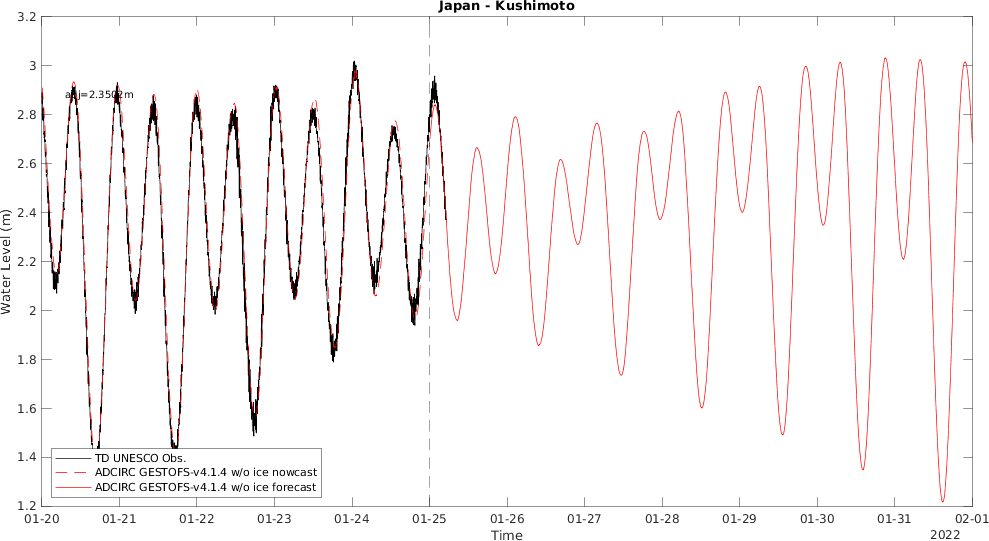 Japan - Kushimoto
3.2
3
2.8
2.6
2.4
2.2
2
1.8
1.6
1.4
1.2
Water Level (m)
adj=2.3502m
TD UNESCO Obs.
ADCIRC GESTOFS-v4.1.4 w/o ice nowcast
ADCIRC GESTOFS-v4.1.4 w/o ice forecast
01-20 01-21 01-22 01-23 01-24 01-25 01-26 01-27 01-28 01-29 01-30 01-31 02-01
Time
2022